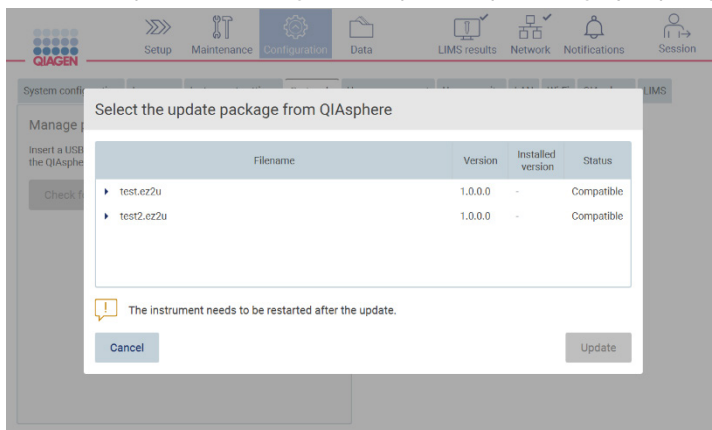 Setup
Maintenance
Configuration
Data
LIMS results
Network
Notifications
Session
QIAGEN
System
LIMS
Select the update package from QIAsphere
Manage
Insert a USB
the QIAsphe
Check f
Filename
Version
Installed
version
Status
test.ez2u 1.0.0.0 - Compatible
test2.ez2u 1.0.0.0 - Compatible
The instrument needs to be restarted after the update.
Cancel
Update